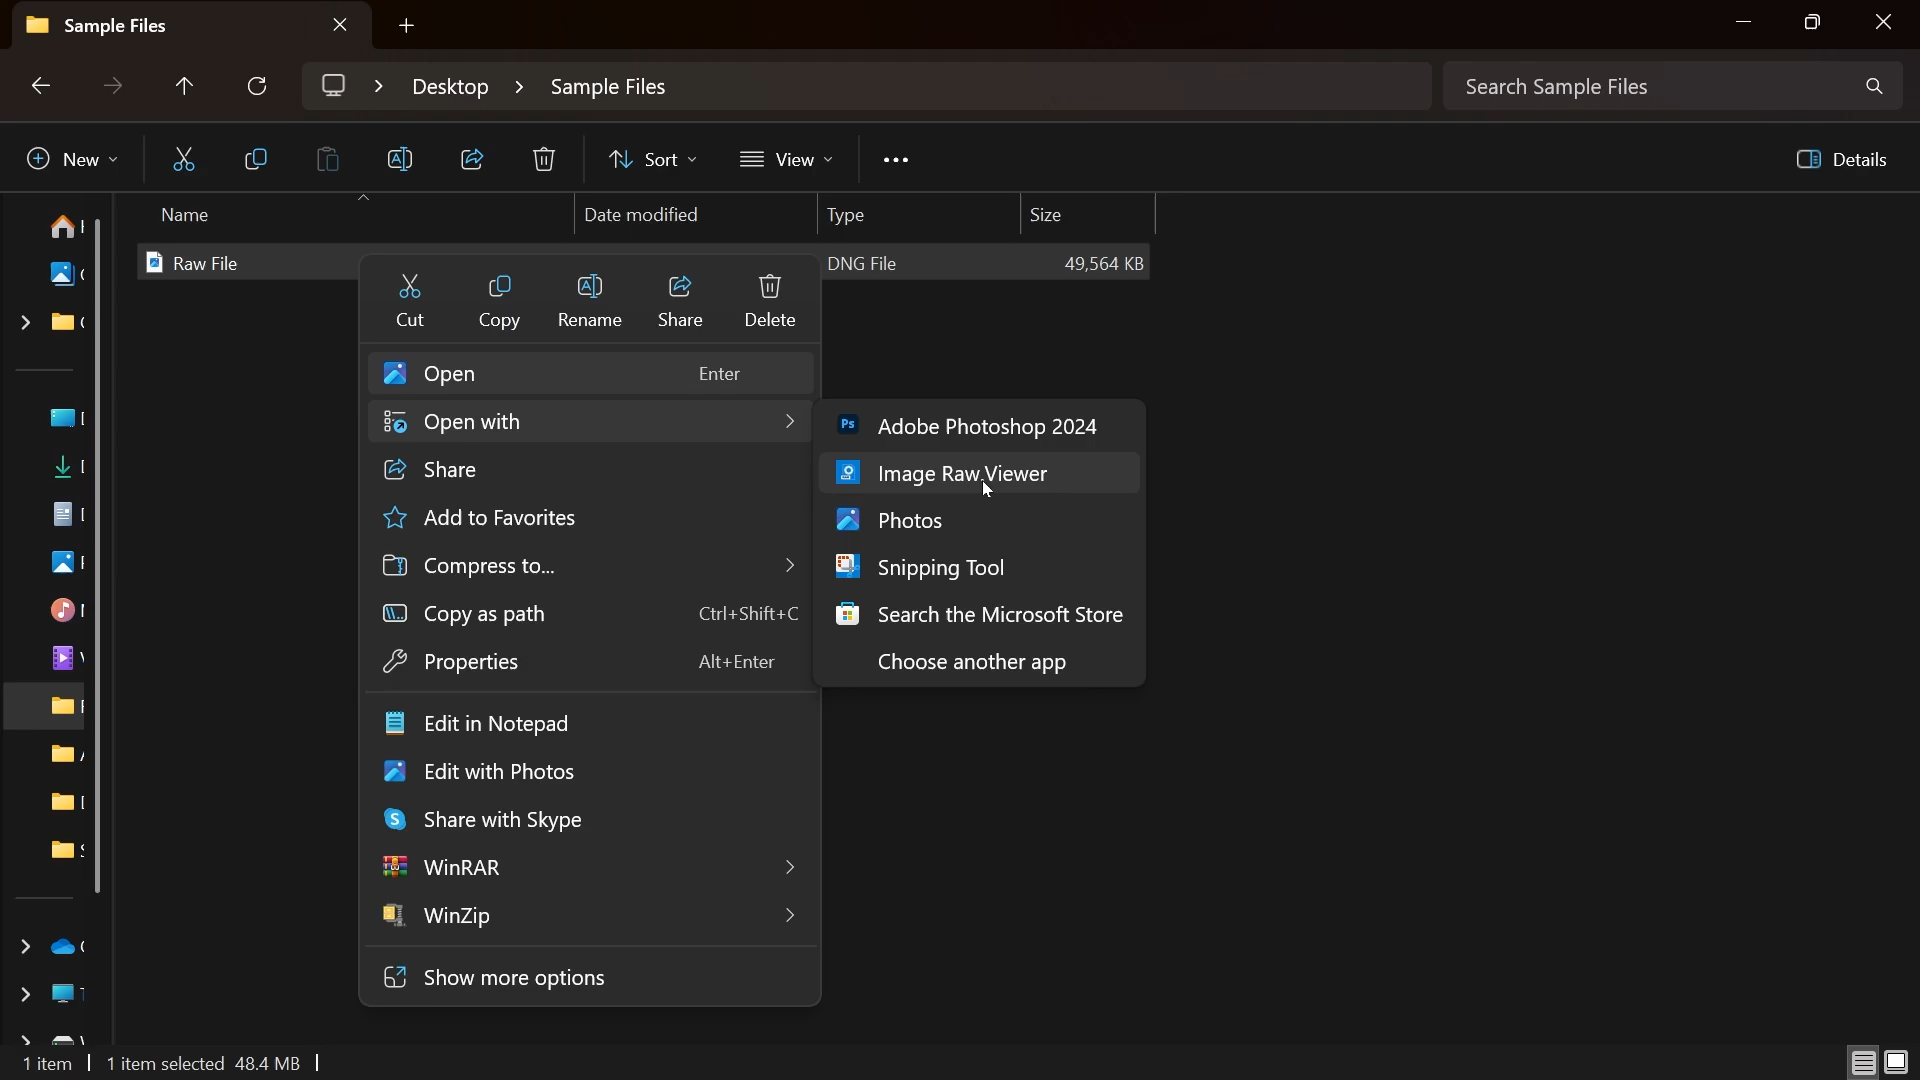 Sample Files
Desktop
Sample Files
Search Sample Files
New
Sort
View
Details
Name
Date modified
Type
Size
Raw File
DNG File
49,564 KB
Cut
Copy
Rename
Share
Delete
Open
Enter
Open with
Share
Add to Favorites
Compress to...
Copy as path
Ctrl+Shift+C
Properties
Alt+Enter
Edit in Notepad
Edit with Photos
Share with Skype
WinRAR
WinZip
Show more options
Adobe Photoshop 2024
Image Raw Viewer
Photos
Snipping Tool
Search the Microsoft Store
Choose another app
1 item
1 item selected 48.4 MB